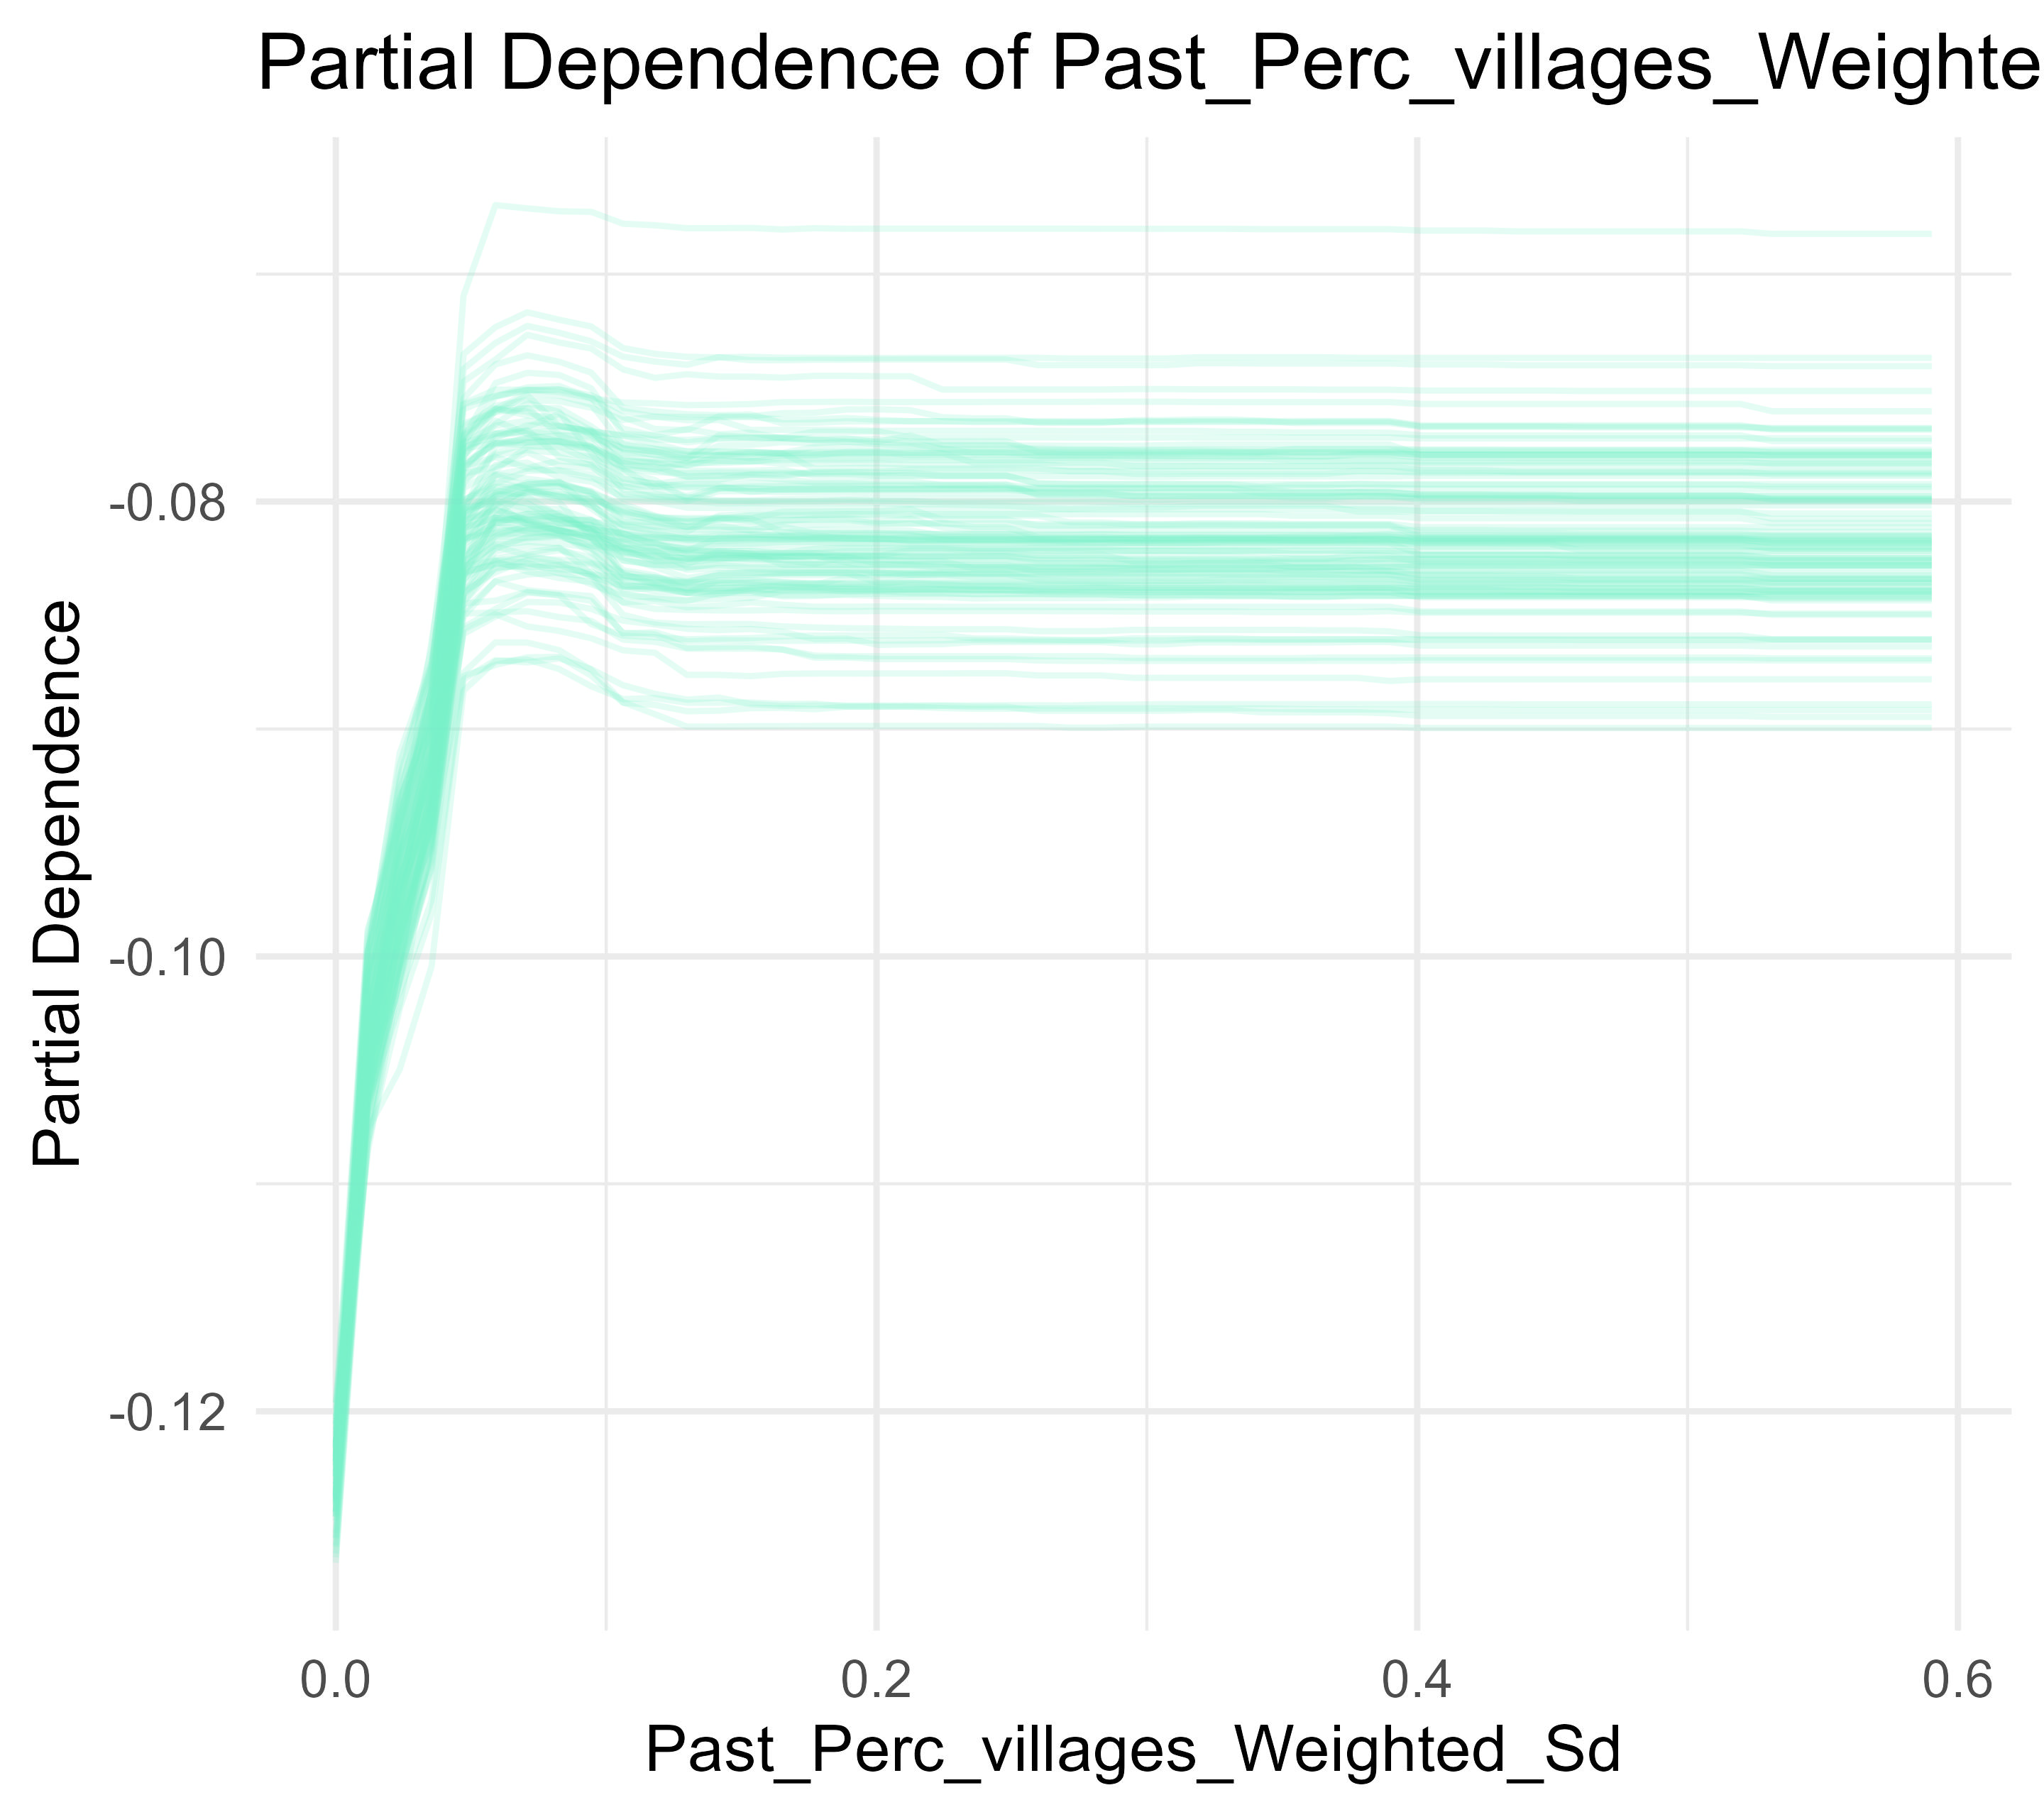 Partial Dependence of Past_Perc_villages_Weighte
Partial Dependence
-0.08
-0.10
-0.12
0.0 0.2 0.4 0.6
Past_Perc_villages_Weighted_Sd